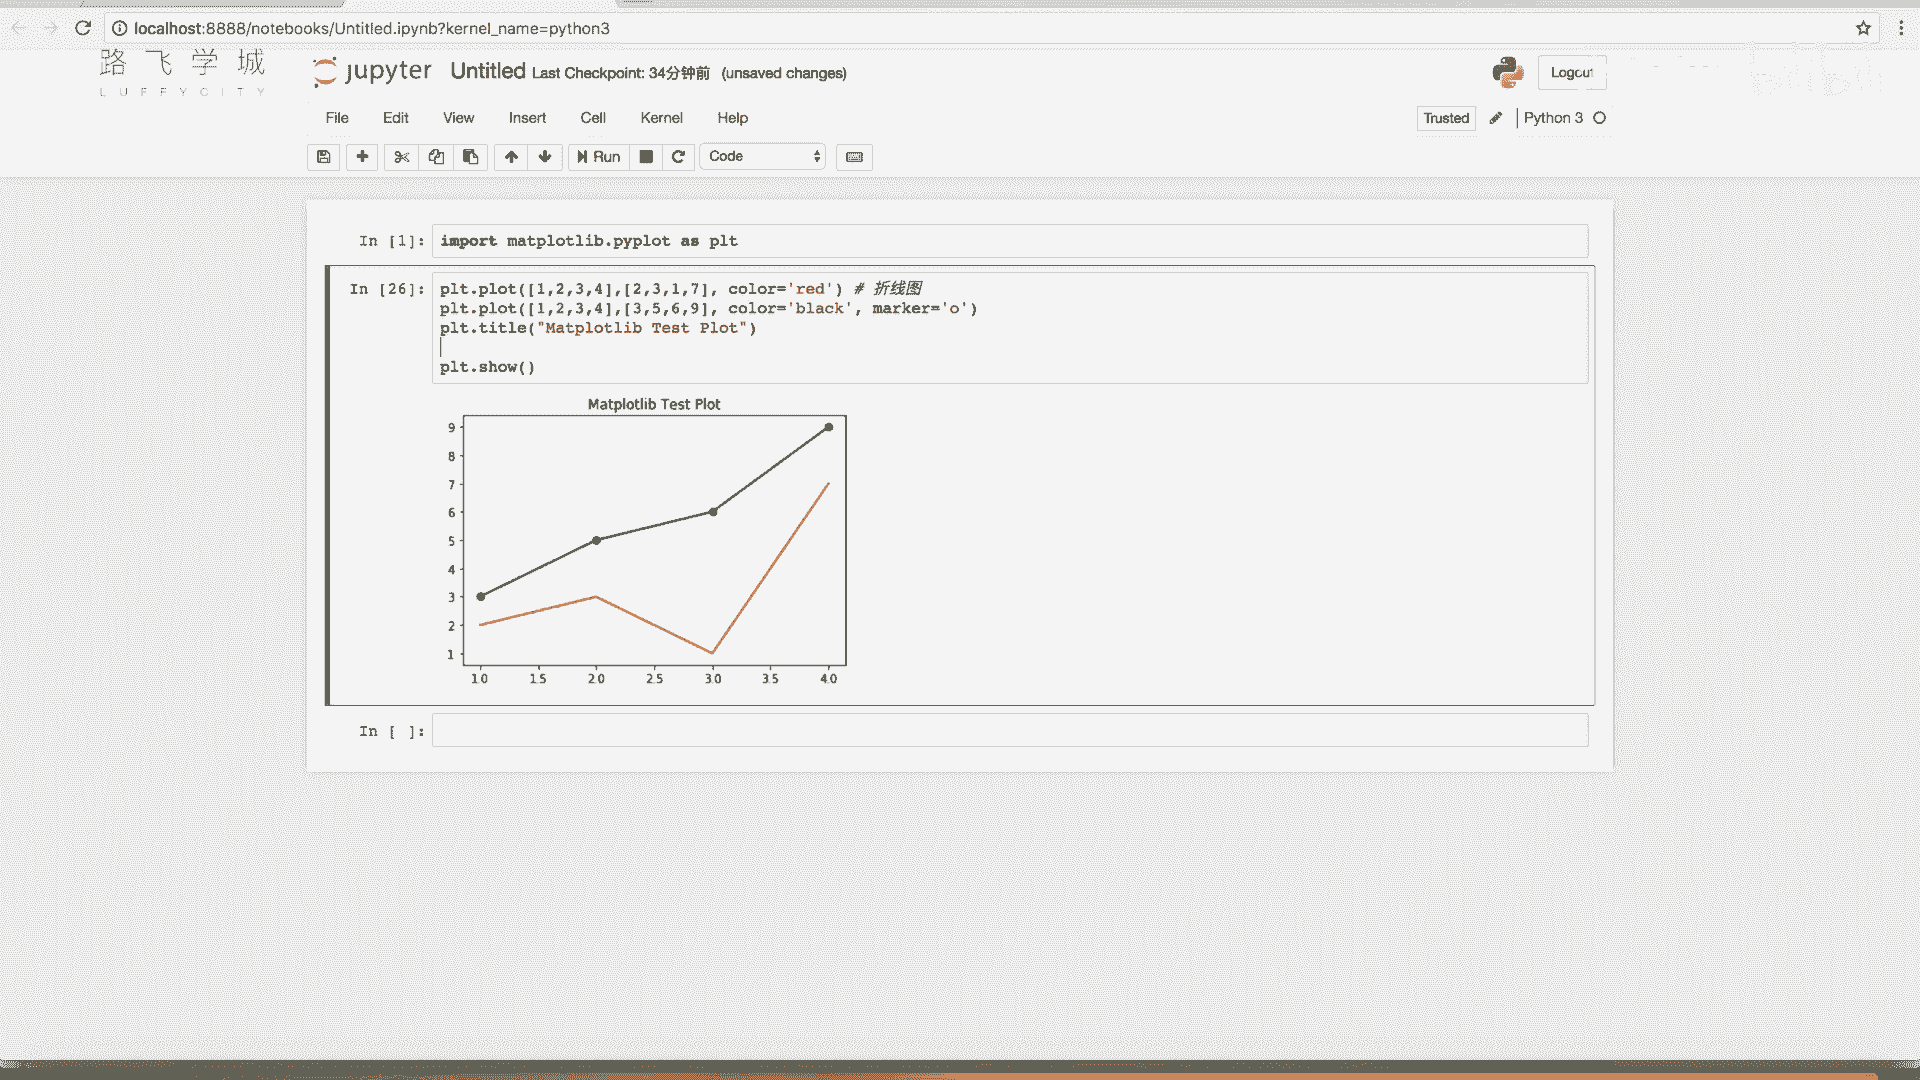 localhost:8888/notebooks/Untitled.ipynb?kernel_name=python3
路飞学城
LUFFYCITY
jupyter Untitled Last Checkpoint: 34分钟前 (unsaved changes)
Logout
File Edit View Insert Cell Kernel Help
Trusted Python 3
Run Code
In [1]: import matplotlib.pyplot as plt
In [26]: plt.plot([1,2,3,4],[2,3,1,7], color='red') # 折线图
plt.plot([1,2,3,4],[3,5,6,9], color='black', marker='o')
plt.title("Matplotlib Test Plot")
plt.show()
Matplotlib Test Plot
9
8
7
6
5
4
3
2
1
1.0 1.5 2.0 2.5 3.0 3.5 4.0
In [ ]: